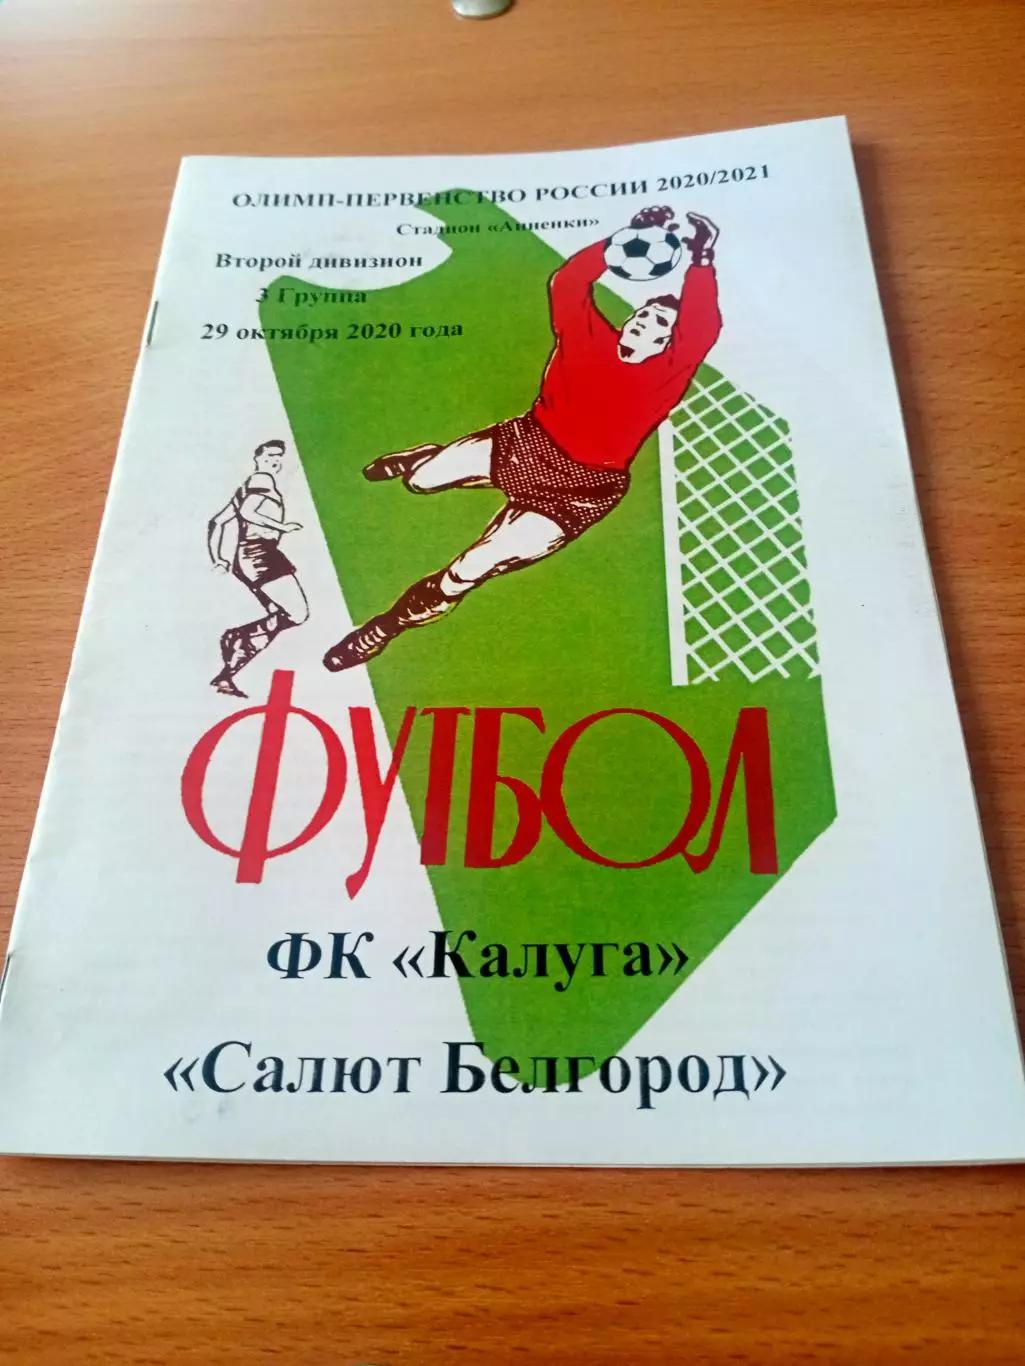 ОЛИМП-ПЕРВЕНСТВО РОССИИ 2020/2021
Стадион «Анненки»
Второй дивизион
3 Группа
29 октября 2020 года
ФУТБОЛ
ФК «Калуга»
«Салют Белгород»